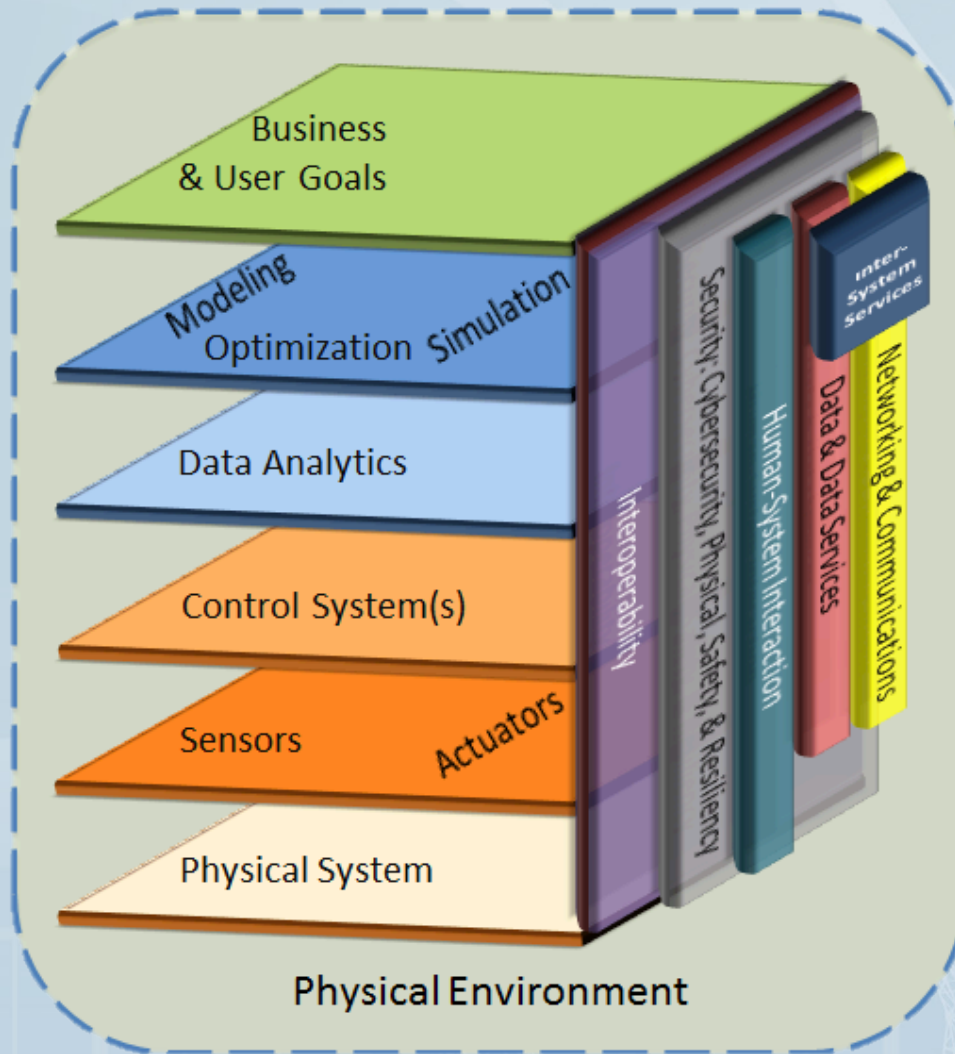 Business
& User Goals
Modeling
Optimization
Simulation
Data Analytics
Control System(s)
Sensors
Actuators
Physical System
Interoperability
Security: Cybersecurity, Physical, Safety, & Resiliency
Human-System Interaction
Data & Data Services
Networking & Communications
Inter-
System
Services
Physical Environment